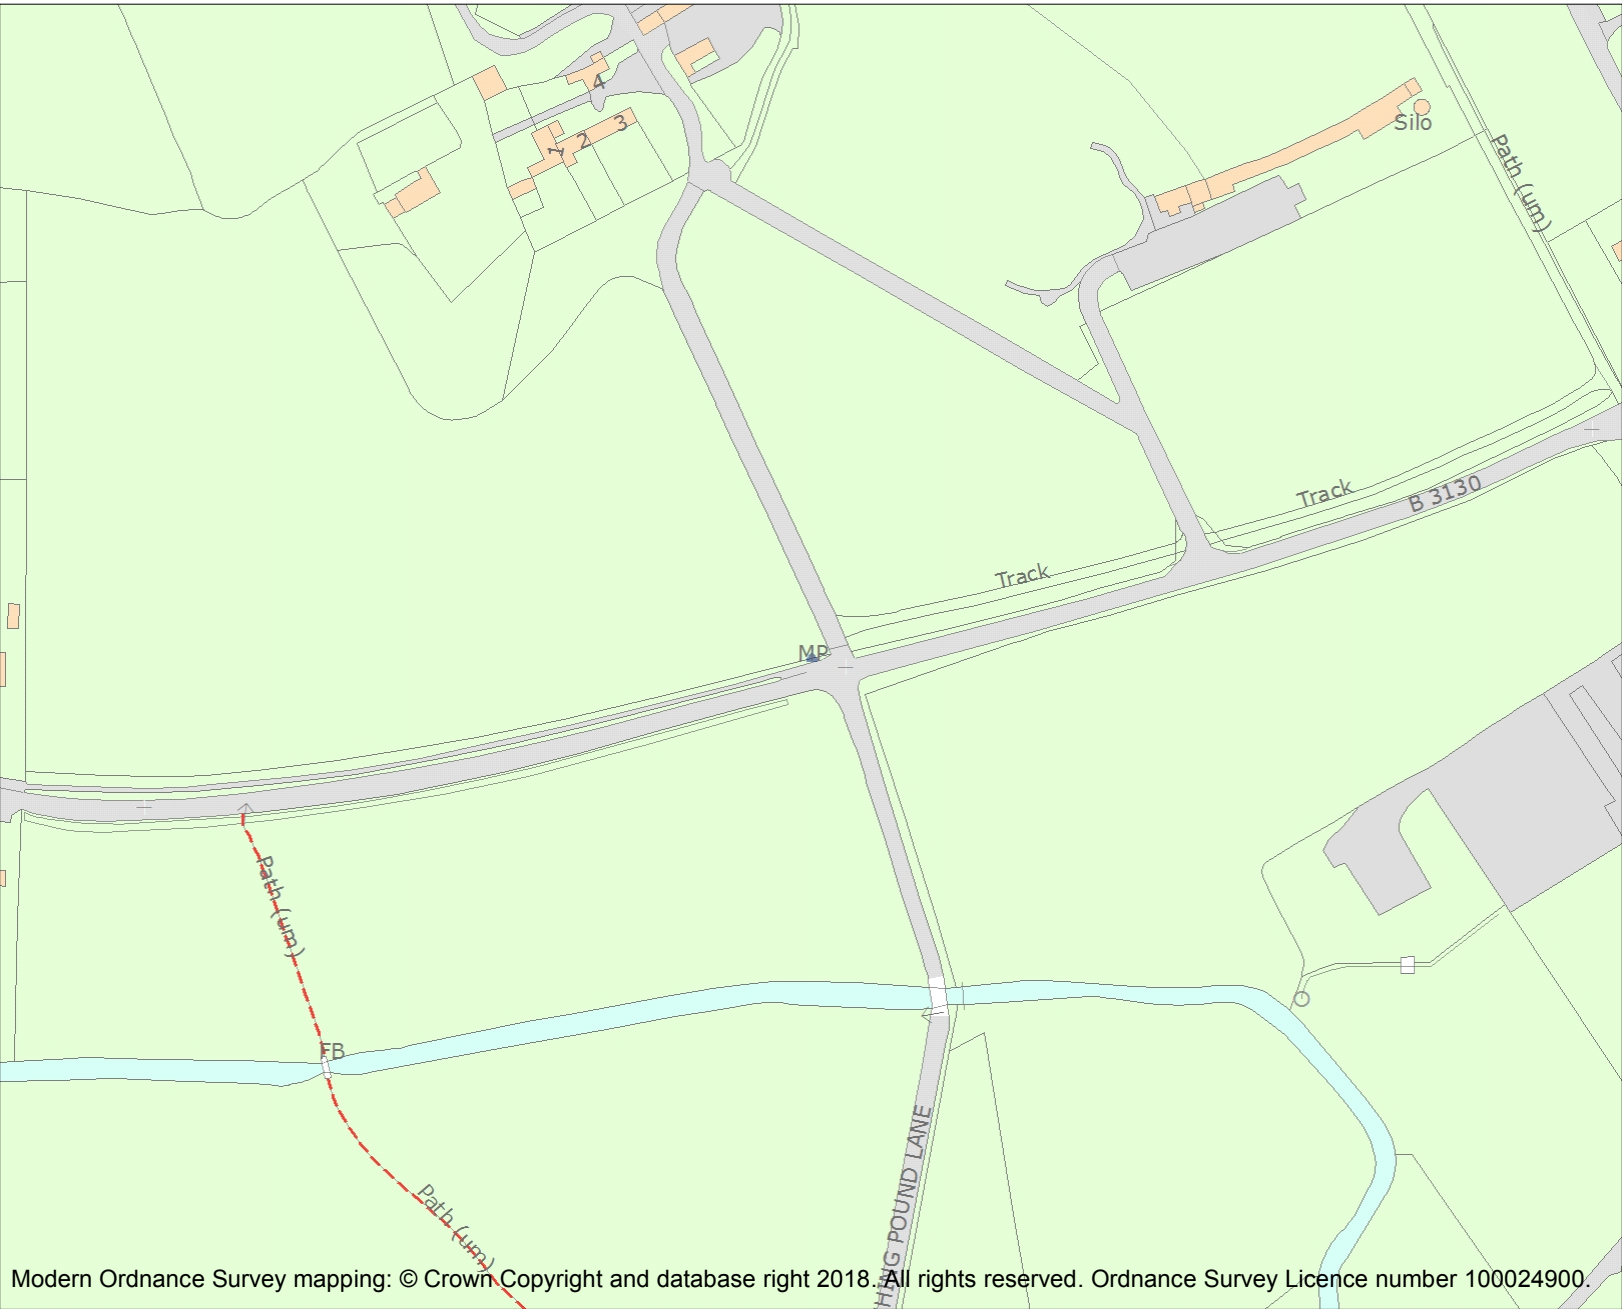 4
3
2
1
Silo
Path (um)
Track
B 3130
Track
MP
Path (um)
FB
Path (um)
HING POUND LANE
Modern Ordnance Survey mapping: © Crown Copyright and database right 2018. All rights reserved. Ordnance Survey Licence number 100024900.